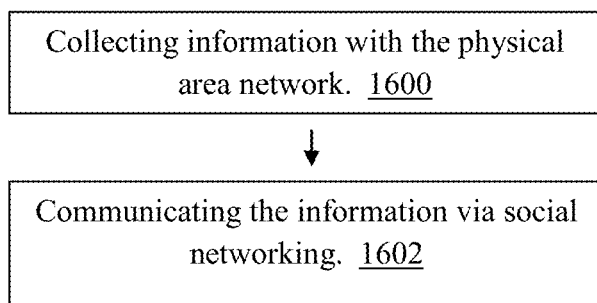 Collecting information with the physical
area network. 1600
Communicating the information via social
networking. 1602